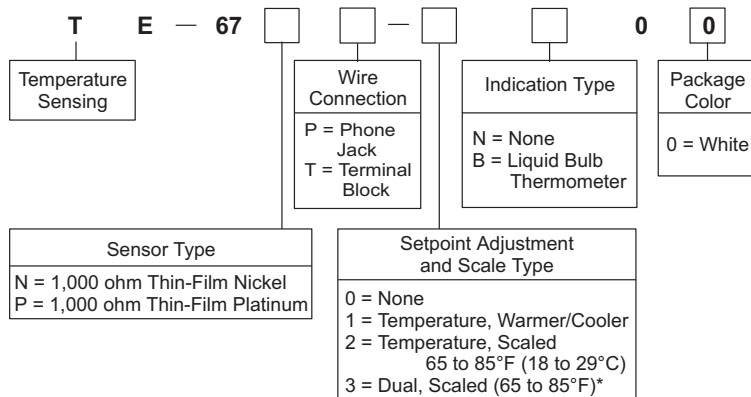 T E — 67 — 0 0
Temperature
Sensing
Wire
Connection
P = Phone
Jack
T = Terminal
Block
Indication Type
N = None
B = Liquid Bulb
Thermometer
Package
Color
0 = White
Sensor Type
N = 1,000 ohm Thin-Film Nickel
P = 1,000 ohm Thin-Film Platinum
Setpoint Adjustment
and Scale Type
0 = None
1 = Temperature, Warmer/Cooler
2 = Temperature, Scaled
65 to 85°F (18 to 29°C)
3 = Dual, Scaled (65 to 85°F)*